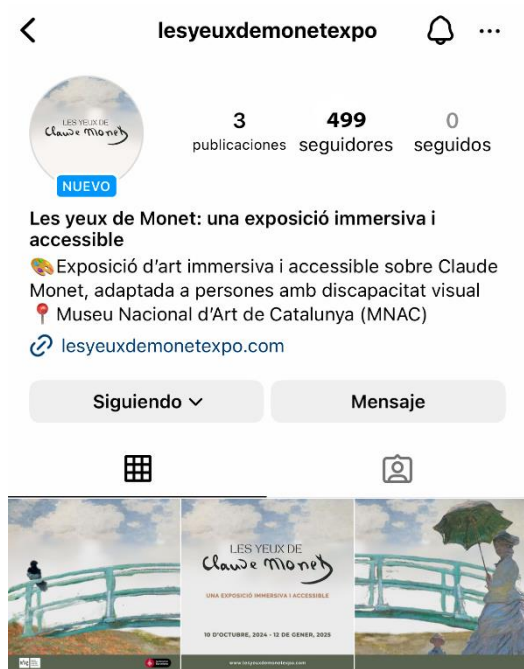 lesyeuxdemonetexpo
LES YEUX DE
Claude Monet
NUEVO
3
publicaciones
499
seguidores
0
seguidos
Les yeux de Monet: una exposició immersiva i
accessible
🎨Exposició d'art immersiva i accessible sobre Claude
Monet, adaptada a persones amb discapacitat visual
📍 Museu Nacional d'Art de Catalunya (MNAC)
lesyeuxdemonetexpo.com
Siguiendo
Mensaje
LES YEUX DE
Claude Monet
UNA EXPOSICIÓ IMMERSIVA I ACCESSIBLE
10 D'OCTUBRE, 2024 - 12 DE GENER, 2025
www.lesyeuxdemonetexpo.com